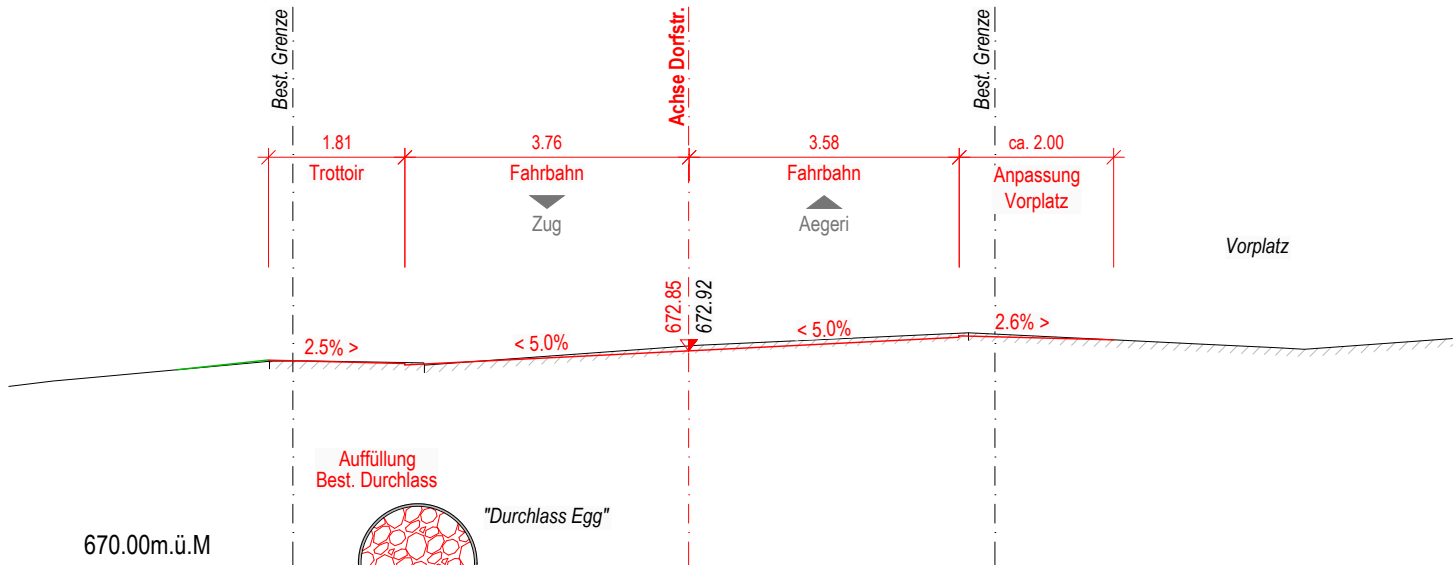 Best. Grenze
Achse Dorfstr.
Best. Grenze
1.81
3.76
3.58
ca. 2.00
Trottoir
Fahrbahn
Fahrbahn
Anpassung
Vorplatz
Zug
Aegeri
Vorplatz
672.85
672.92
2.5% >
< 5.0%
< 5.0%
2.6% >
Auffüllung
Best. Durchlass
"Durchlass Egg"
670.00m.ü.M